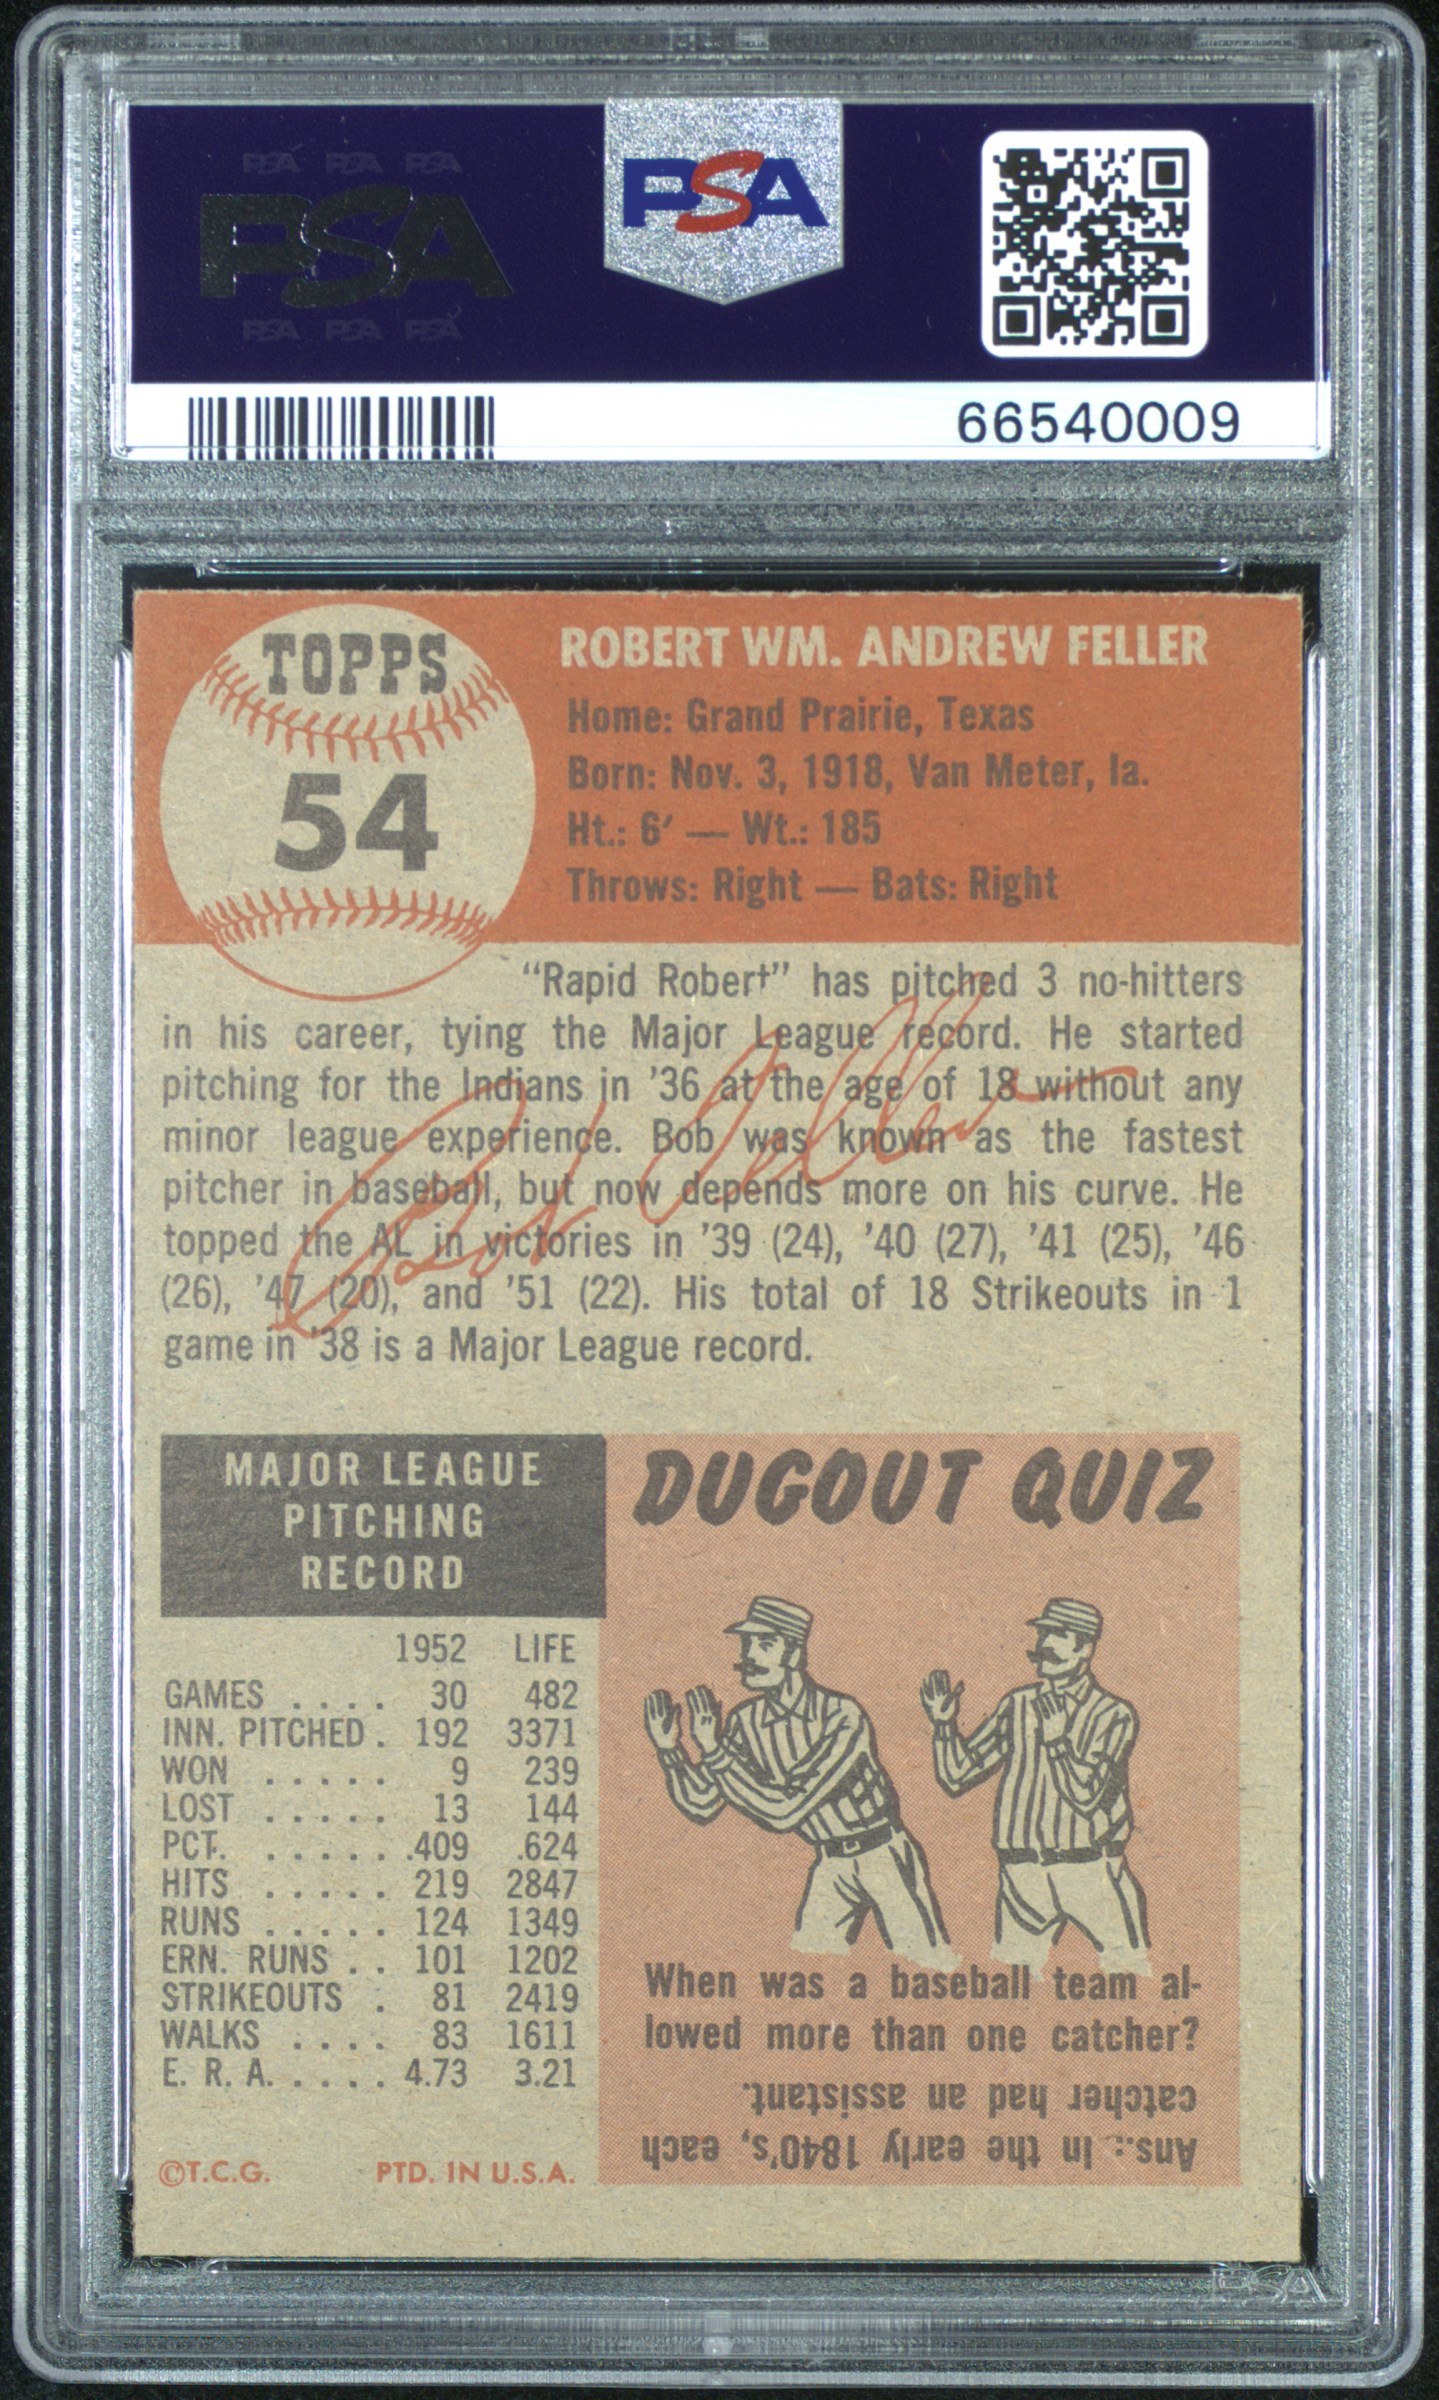 PSA PSA PSA
PSA
PSA PSA PSA
PSA
66540009
TOPPS
54
ROBERT WM. ANDREW FELLER
Home: Grand Prairie, Texas
Born: Nov. 3, 1918, Van Meter, Ia.
Ht.: 6' — Wt.: 185
Throws: Right — Bats: Right
"Rapid Robert" has pitched 3 no-hitters
in his career, tying the Major League record. He started
pitching for the Indians in '36 at the age of 18 without any
minor league experience. Bob was known as the fastest
pitcher in baseball, but now depends more on his curve. He
topped the AL in victories in '39 (24), '40 (27), '41 (25), '46
(26), '47 (20), and '51 (22). His total of 18 Strikeouts in 1
game in '38 is a Major League record.
Bob Feller
MAJOR LEAGUE
PITCHING
RECORD
1952 LIFE
GAMES .... 30 482
INN. PITCHED . 192 3371
WON ..... 9 239
LOST ..... 13 144
PCT. ..... .409 .624
HITS ..... 219 2847
RUNS ..... 124 1349
ERN. RUNS .. 101 1202
STRIKEOUTS . 81 2419
WALKS .... 83 1611
E. R. A. .... 4.73 3.21
©T.C.G. PTD. IN U.S.A.
DUGOUT QUIZ
When was a baseball team al-
lowed more than one catcher?
Ans.: In the early 1840's, each
catcher had an assistant.
PSA